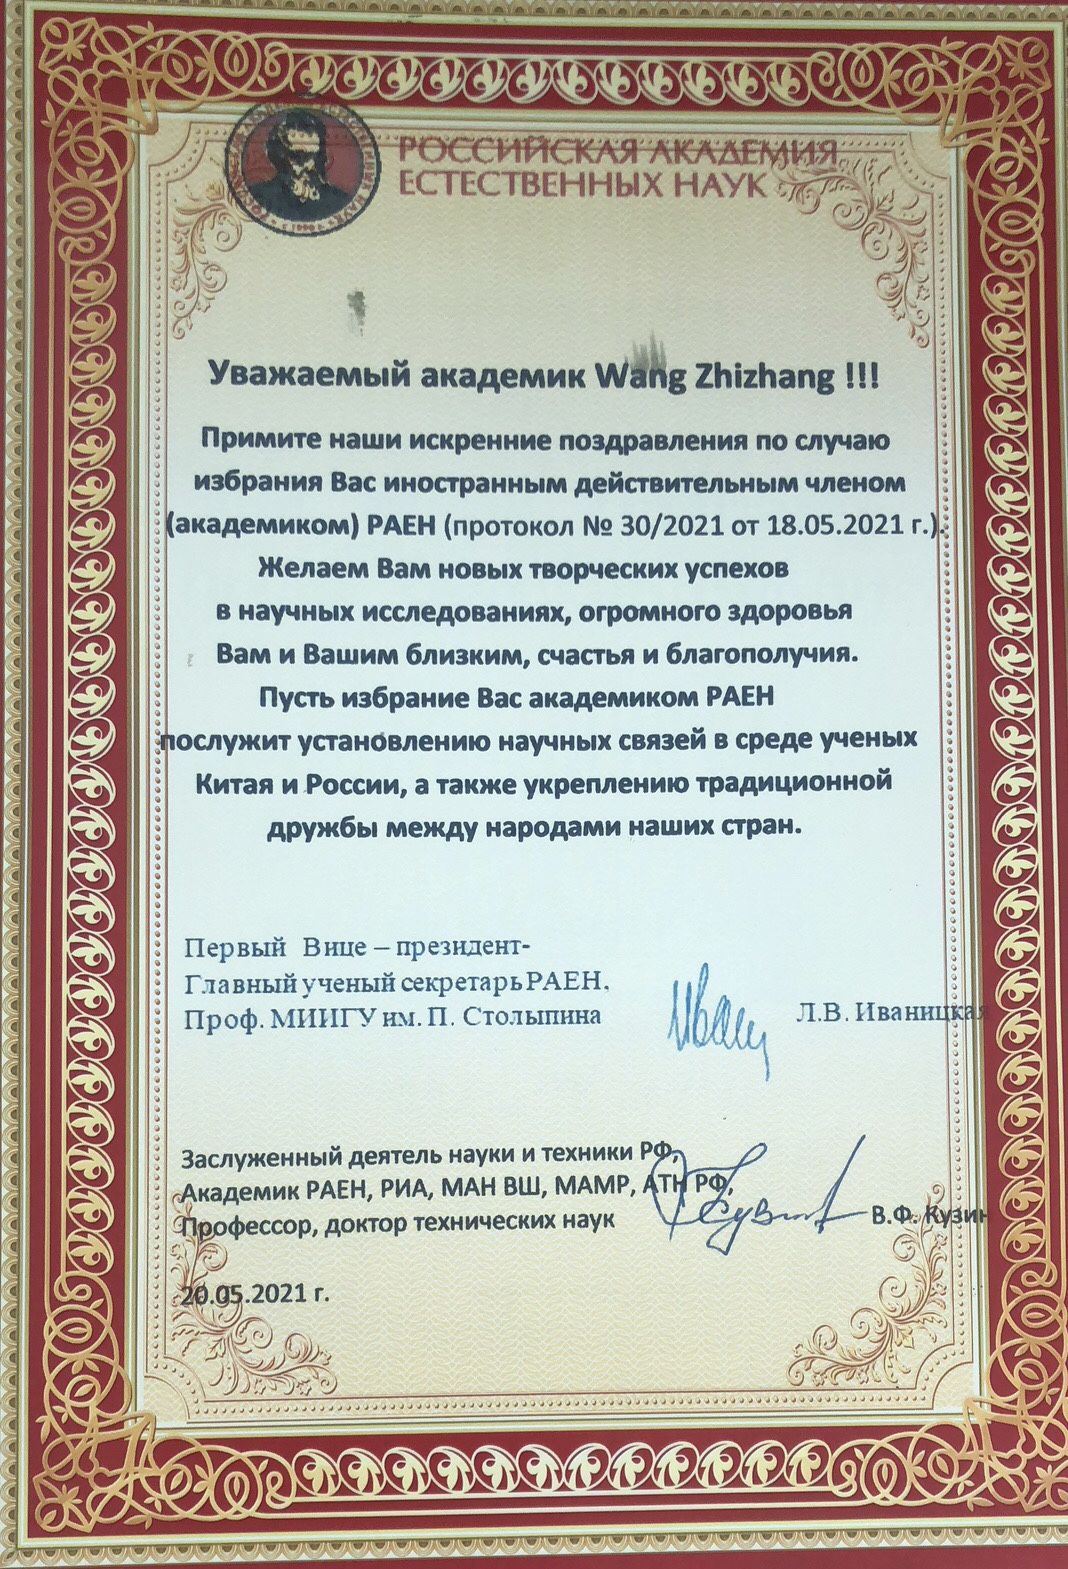 РОССИЙСКАЯ АКАДЕМИЯ
ЕСТЕСТВЕННЫХ НАУК
Уважаемый академик Wang Zhizhang !!!
Примите наши искренние поздравления по случаю
избрания Вас иностранным действительным членом
(академиком) РАЕН (протокол № 30/2021 от 18.05.2021 г.).
Желаем Вам новых творческих успехов
в научных исследованиях, огромного здоровья
Вам и Вашим близким, счастья и благополучия.
Пусть избрание Вас академиком РАЕН
послужит установлению научных связей в среде ученых
Китая и России, а также укреплению традиционной
дружбы между народами наших стран.
Первый Вице – президент-
Главный ученый секретарь РАЕН,
Проф. МИИГУ им. П. Столыпина
Л.В. Иваницкая
Заслуженный деятель науки и техники РФ,
Академик РАЕН, РИА, МАН ВШ, МАМР, АТН РФ,
Профессор, доктор технических наук
В.Ф. Кузин
20.05.2021 г.